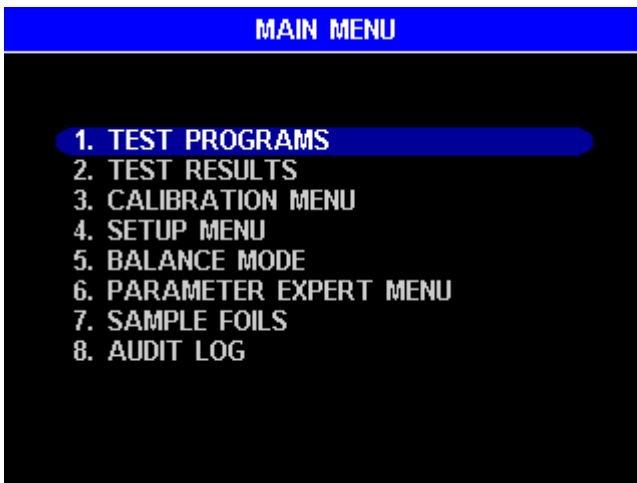 MAIN MENU
1. TEST PROGRAMS
2. TEST RESULTS
3. CALIBRATION MENU
4. SETUP MENU
5. BALANCE MODE
6. PARAMETER EXPERT MENU
7. SAMPLE FOILS
8. AUDIT LOG